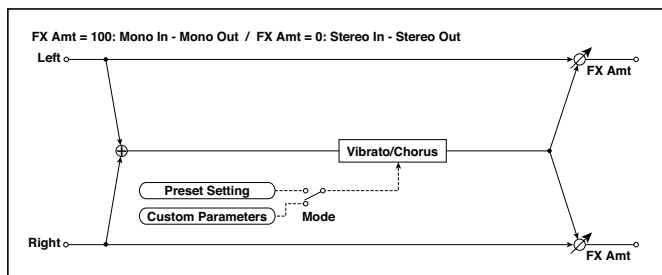 FX Amt = 100: Mono In - Mono Out / FX Amt = 0: Stereo In - Stereo Out
Left
FX Amt
Vibrato/Chorus
Preset Setting
Custom Parameters
Mode
Right
FX Amt